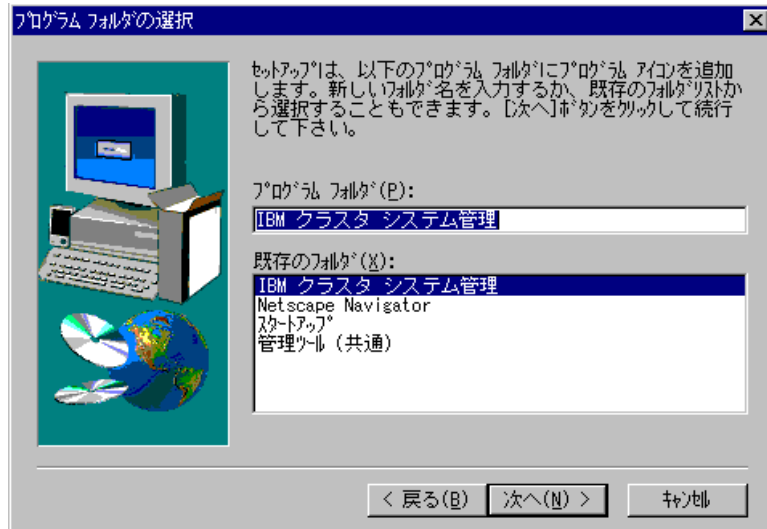 ﾌﾟﾛｸﾞﾗﾑ ﾌｫﾙﾀﾞの選択
ｾｯﾄｱｯﾌﾟは、以下のﾌﾟﾛｸﾞﾗﾑ ﾌｫﾙﾀﾞにﾌﾟﾛｸﾞﾗﾑ ｱｲｺﾝを追加
します。新しいﾌｫﾙﾀﾞ名を入力するか、既存のﾌｫﾙﾀﾞﾘｽﾄか
ら選択することもできます。[次へ]ﾎﾞﾀﾝをｸﾘｯｸして続行
して下さい。
ﾌﾟﾛｸﾞﾗﾑ ﾌｫﾙﾀﾞ(P):
IBM クラスタ システム管理
既存のﾌｫﾙﾀﾞ(X):
IBM クラスタ システム管理
Netscape Navigator
ｽﾀｰﾄｱｯﾌﾟ
管理ﾂｰﾙ (共通)
< 戻る(B) 次へ(N) > ｷｬﾝｾﾙ